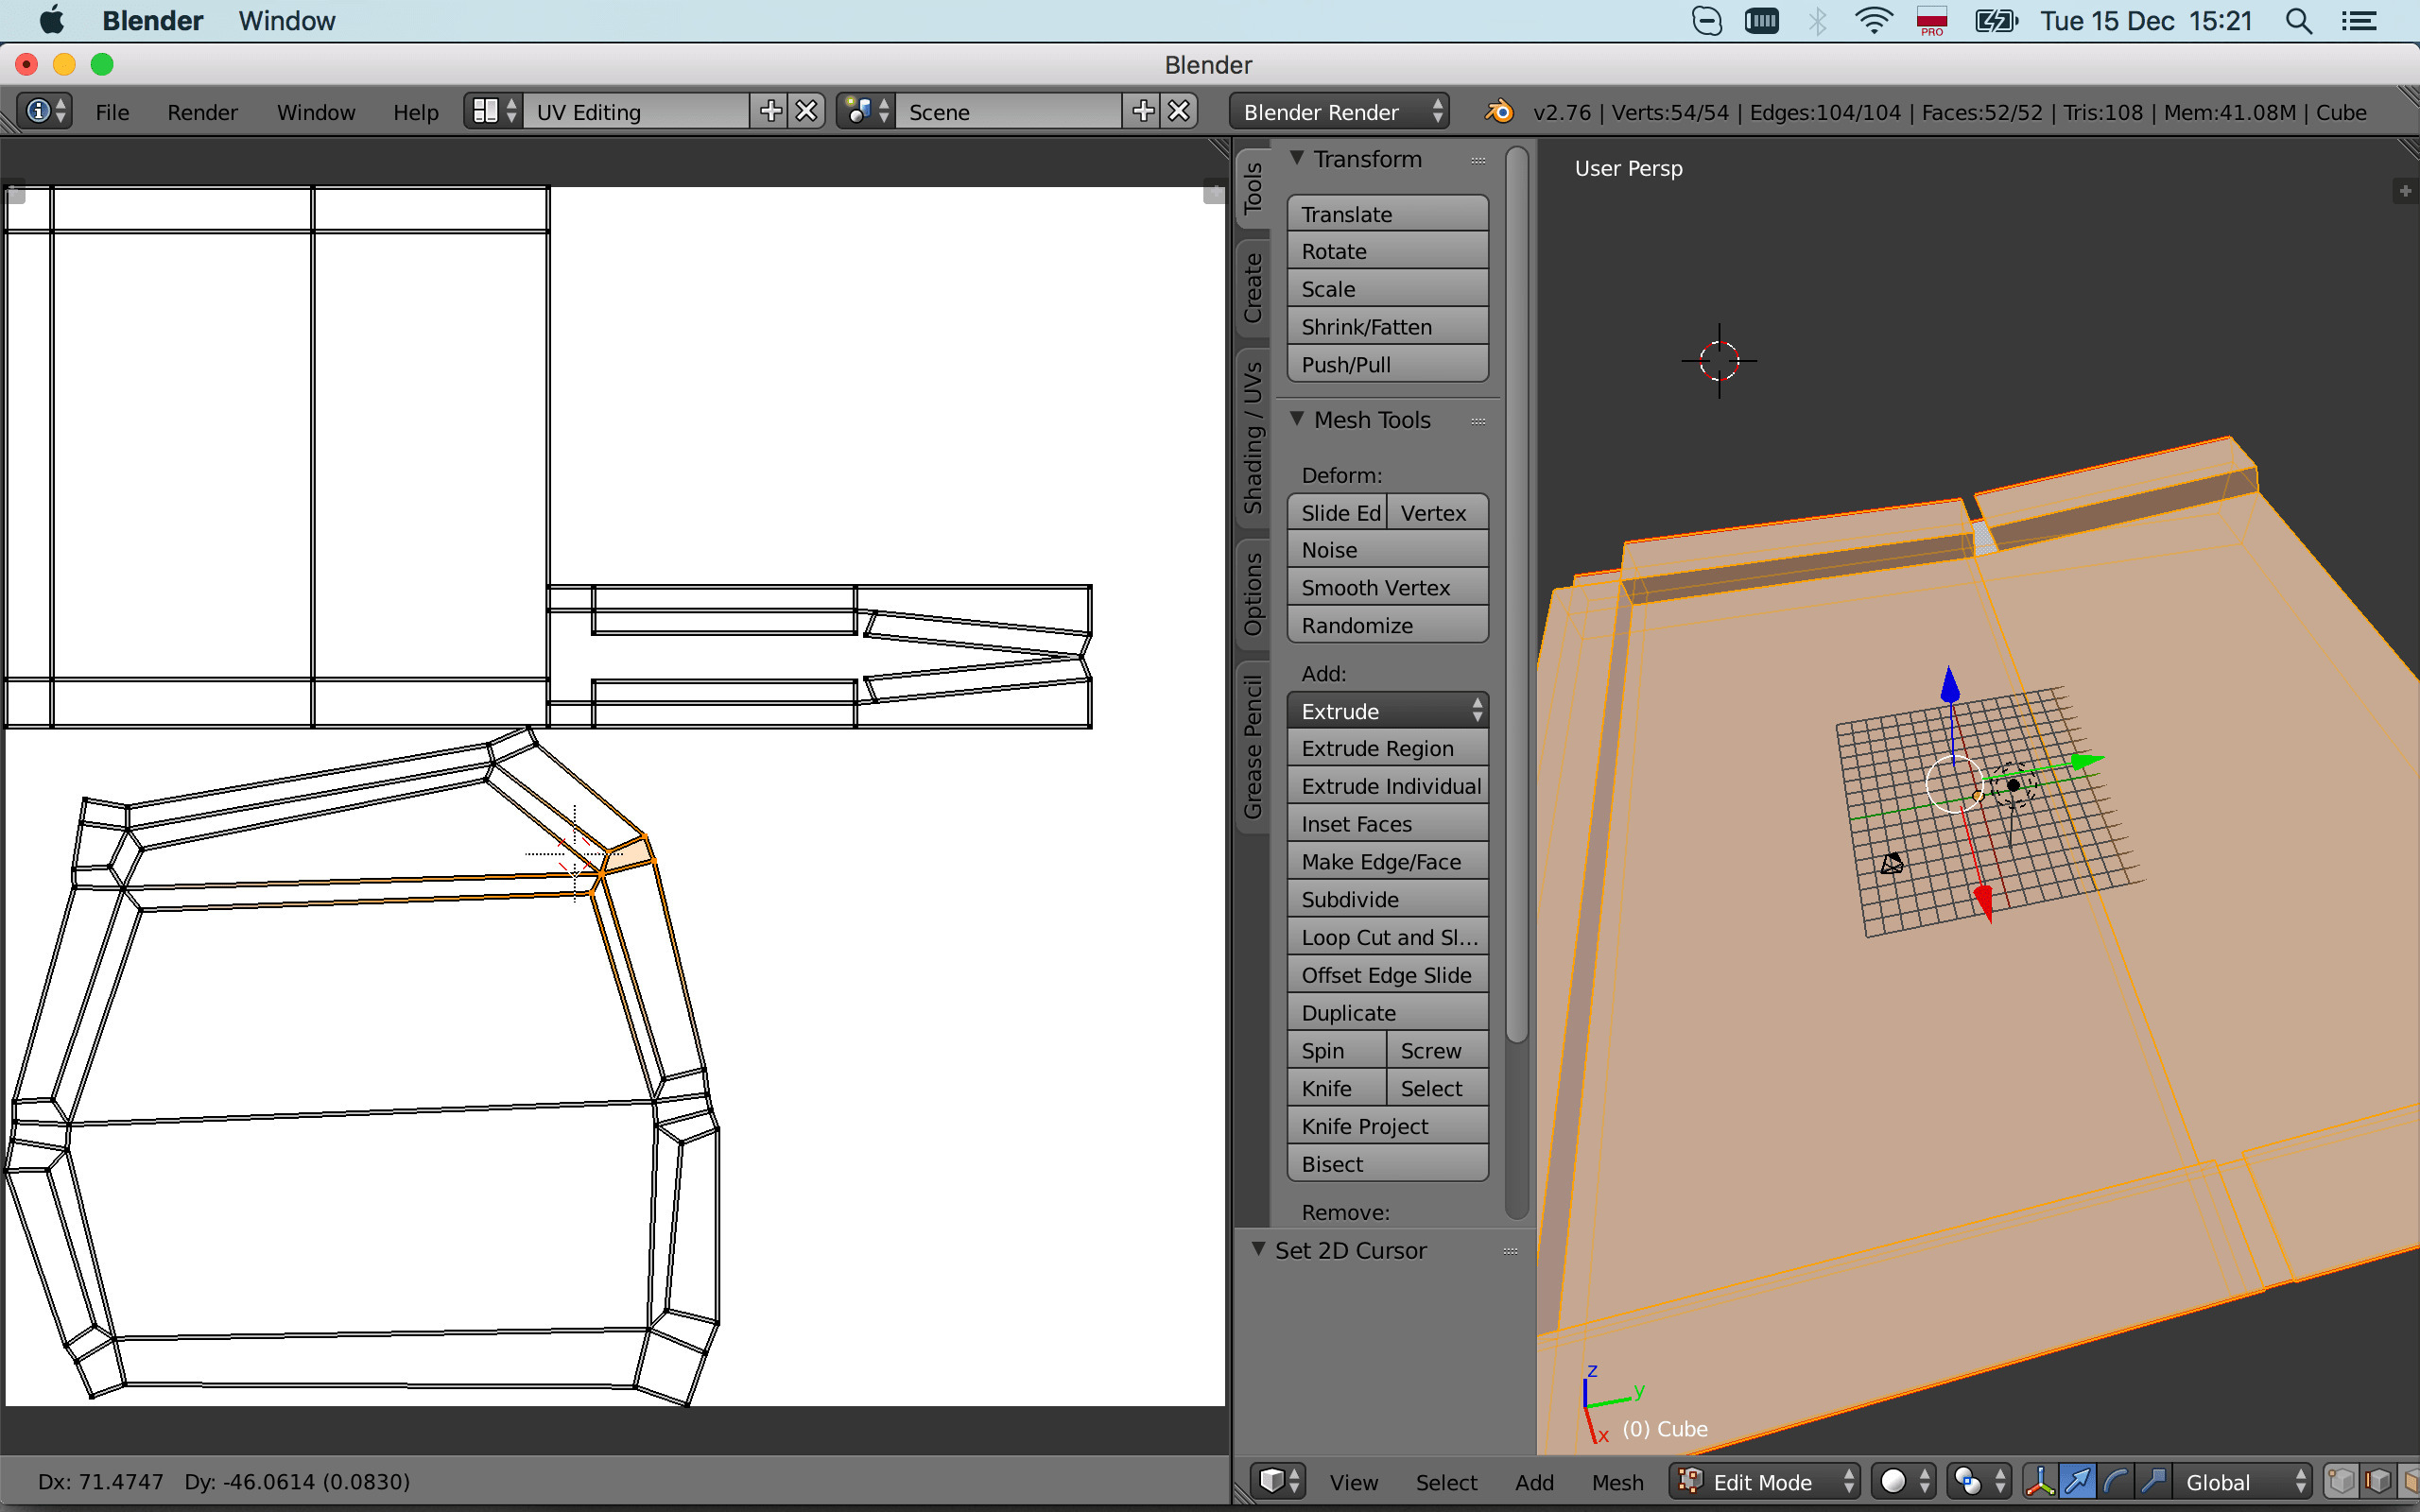 Blender Window PRO Tue 15 Dec 15:21
Blender
File Render Window Help UV Editing Scene Blender Render v2.76 | Verts:54/54 | Edges:104/104 | Faces:52/52 | Tris:108 | Mem:41.08M | Cube
Tools
Create
Shading / UVs
Options
Grease Pencil
Transform
Translate
Rotate
Scale
Shrink/Fatten
Push/Pull
Mesh Tools
Deform:
Slide Ed Vertex
Noise
Smooth Vertex
Randomize
Add:
Extrude
Extrude Region
Extrude Individual
Inset Faces
Make Edge/Face
Subdivide
Loop Cut and Sl...
Offset Edge Slide
Duplicate
Spin Screw
Knife Select
Knife Project
Bisect
Remove:
Set 2D Cursor
User Persp
z
y
x
(0) Cube
Dx: 71.4747 Dy: -46.0614 (0.0830)
View Select Add Mesh Edit Mode Global